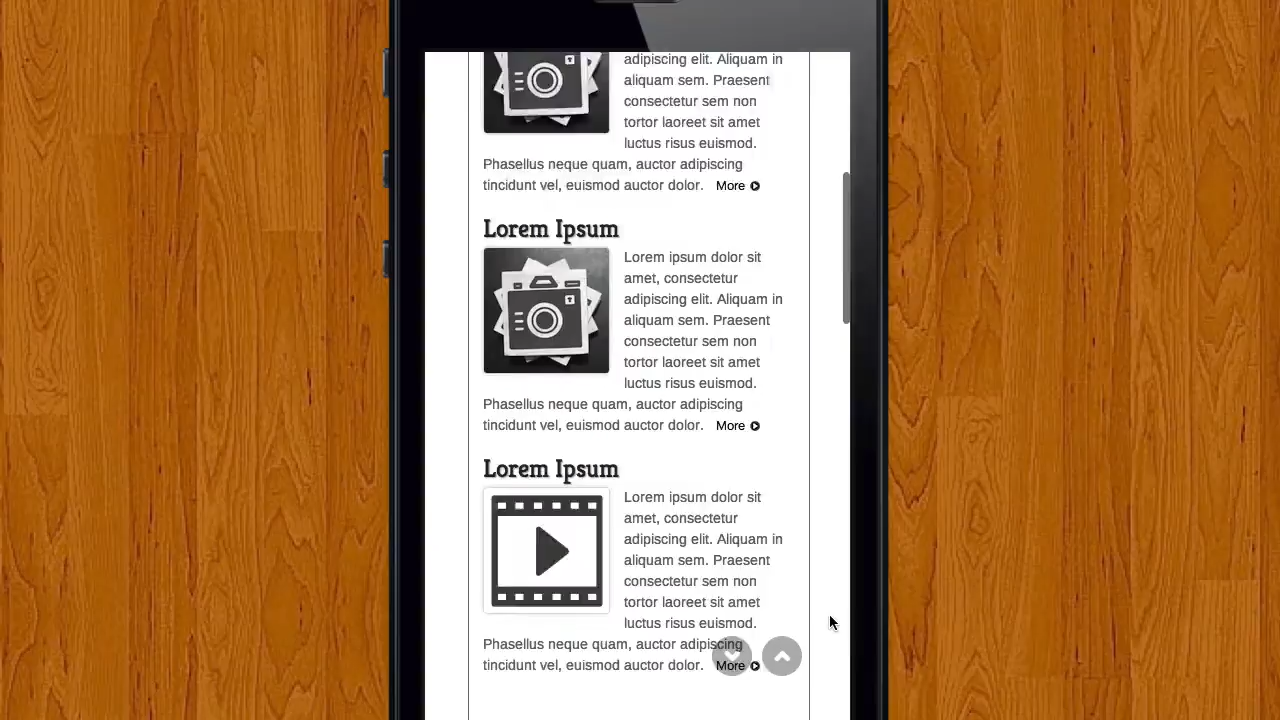 adipiscing elit. Aliquam in
aliquam sem. Praesent
consectetur sem non
tortor laoreet sit amet
luctus risus euismod.
Phasellus neque quam, auctor adipiscing
tincidunt vel, euismod auctor dolor. More
Lorem Ipsum
Lorem ipsum dolor sit
amet, consectetur
adipiscing elit. Aliquam in
aliquam sem. Praesent
consectetur sem non
tortor laoreet sit amet
luctus risus euismod.
Phasellus neque quam, auctor adipiscing
tincidunt vel, euismod auctor dolor. More
Lorem Ipsum
Lorem ipsum dolor sit
amet, consectetur
adipiscing elit. Aliquam in
aliquam sem. Praesent
consectetur sem non
tortor laoreet sit amet
luctus risus euismod.
Phasellus neque quam, auctor adipiscing
tincidunt vel, euismod auctor dolor. More